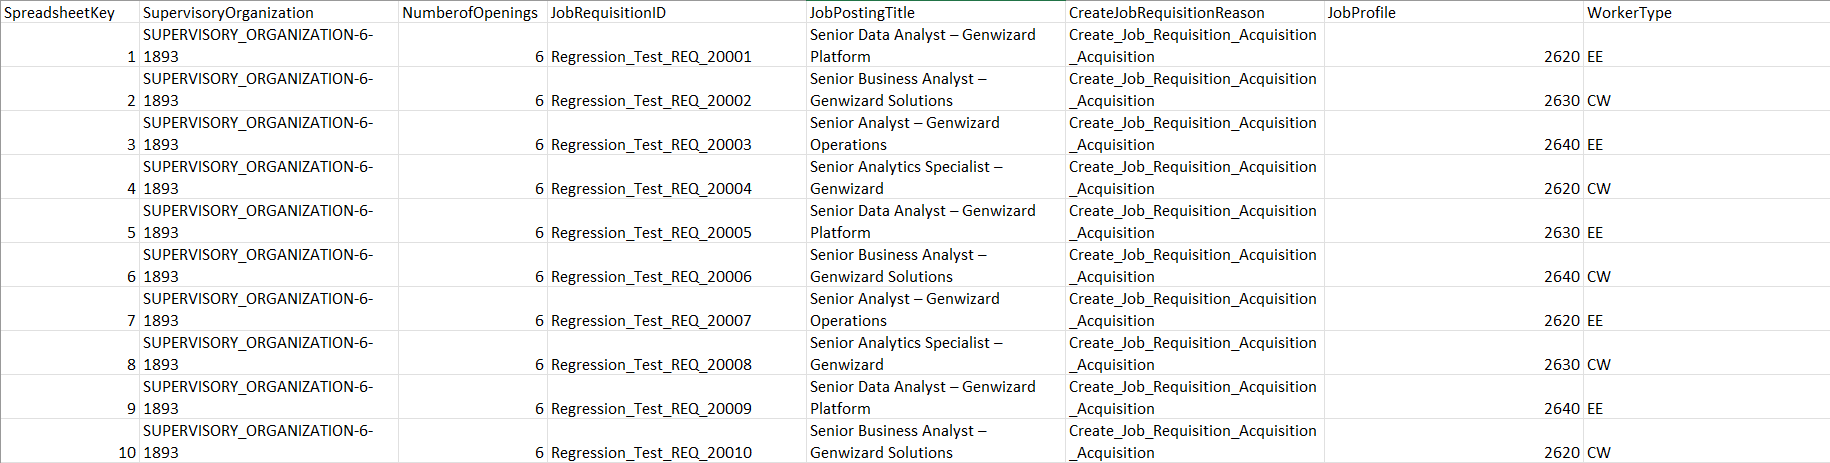 SpreadsheetKey SupervisoryOrganization NumberofOpenings JobRequisitionID JobPostingTitle CreateJobRequisitionReason JobProfile WorkerType
SUPERVISORY_ORGANIZATION-6- Senior Data Analyst – Genwizard Create_Job_Requisition_Acquisition
1 1893 6 Regression_Test_REQ_20001 Platform _Acquisition 2620 EE
SUPERVISORY_ORGANIZATION-6- Senior Business Analyst – Create_Job_Requisition_Acquisition
2 1893 6 Regression_Test_REQ_20002 Genwizard Solutions _Acquisition 2630 CW
SUPERVISORY_ORGANIZATION-6- Senior Analyst – Genwizard Create_Job_Requisition_Acquisition
3 1893 6 Regression_Test_REQ_20003 Operations _Acquisition 2640 EE
SUPERVISORY_ORGANIZATION-6- Senior Analytics Specialist – Create_Job_Requisition_Acquisition
4 1893 6 Regression_Test_REQ_20004 Genwizard _Acquisition 2620 CW
SUPERVISORY_ORGANIZATION-6- Senior Data Analyst – Genwizard Create_Job_Requisition_Acquisition
5 1893 6 Regression_Test_REQ_20005 Platform _Acquisition 2630 EE
SUPERVISORY_ORGANIZATION-6- Senior Business Analyst – Create_Job_Requisition_Acquisition
6 1893 6 Regression_Test_REQ_20006 Genwizard Solutions _Acquisition 2640 CW
SUPERVISORY_ORGANIZATION-6- Senior Analyst – Genwizard Create_Job_Requisition_Acquisition
7 1893 6 Regression_Test_REQ_20007 Operations _Acquisition 2620 EE
SUPERVISORY_ORGANIZATION-6- Senior Analytics Specialist – Create_Job_Requisition_Acquisition
8 1893 6 Regression_Test_REQ_20008 Genwizard _Acquisition 2630 CW
SUPERVISORY_ORGANIZATION-6- Senior Data Analyst – Genwizard Create_Job_Requisition_Acquisition
9 1893 6 Regression_Test_REQ_20009 Platform _Acquisition 2640 EE
SUPERVISORY_ORGANIZATION-6- Senior Business Analyst – Create_Job_Requisition_Acquisition
10 1893 6 Regression_Test_REQ_20010 Genwizard Solutions _Acquisition 2620 CW